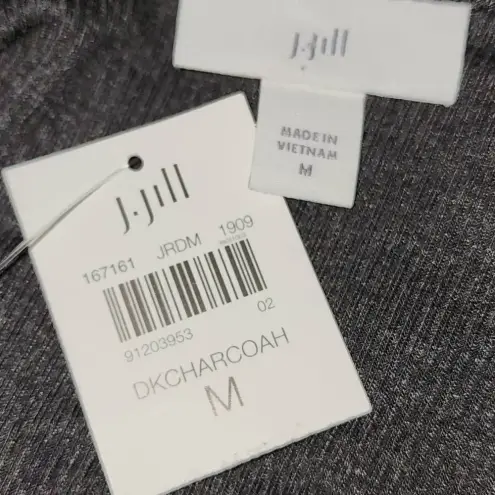 J.Jill
MADE IN
VIETNAM
M
J.Jill
167161 JRDM 1909
91203953 02
DKCHARCOAH
M